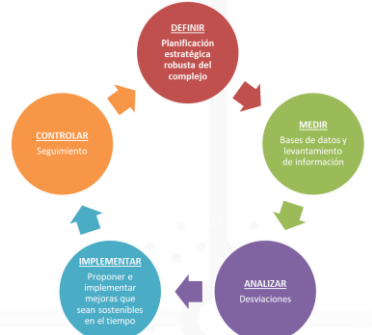 DEFINIR
Planificación
estratégica
robusta del
complejo
MEDIR
Bases de datos y
levantamiento
de información
ANALIZAR
Desviaciones
IMPLEMENTAR
Proponer e
implementar
mejoras que
sean sostenibles
en el tiempo
CONTROLAR
Seguimiento